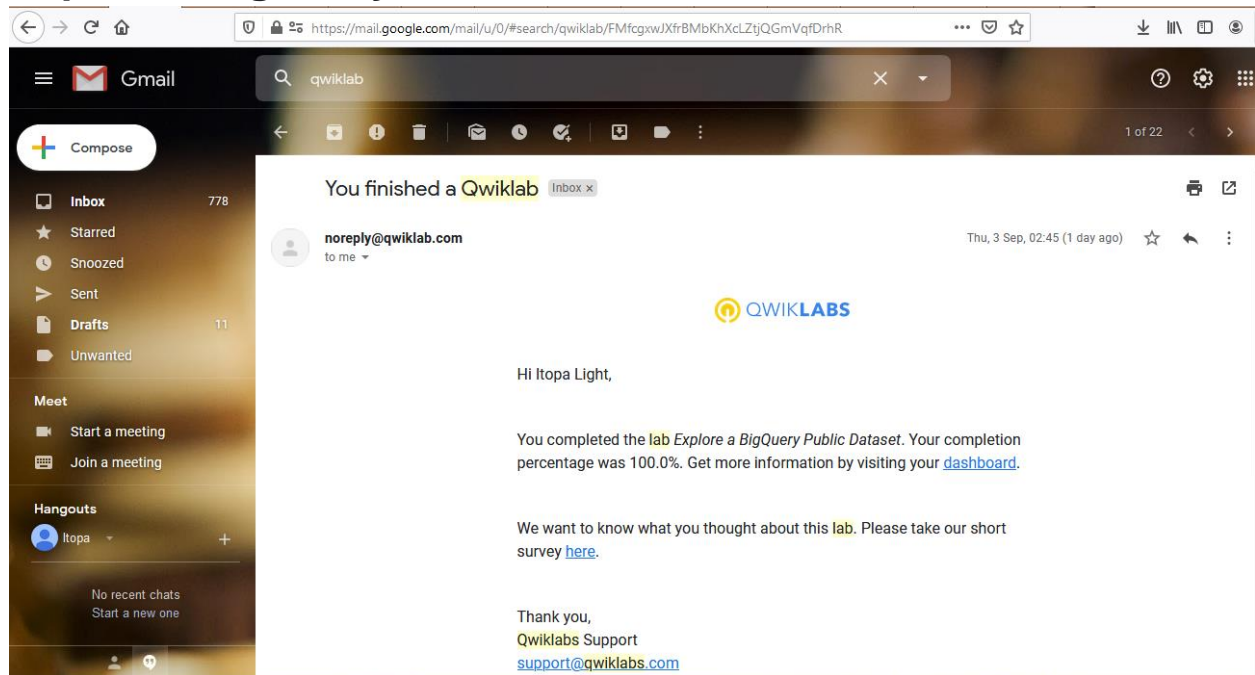 https://mail.google.com/mail/u/0/#search/qwiklab/FMfcgxwJXfrBMbKhXcLZtjQGmVqfDrhR
Gmail
qwiklab
Compose
1 of 22
Inbox 778
Starred
Snoozed
Sent
Drafts 11
Unwanted
Meet
Start a meeting
Join a meeting
Hangouts
Itopa
No recent chats
Start a new one
You finished a Qwiklab Inbox x
noreply@qwiklab.com Thu, 3 Sep, 02:45 (1 day ago)
to me
QWIKLABS
Hi Itopa Light,
You completed the lab Explore a BigQuery Public Dataset. Your completion
percentage was 100.0%. Get more information by visiting your dashboard.
We want to know what you thought about this lab. Please take our short
survey here.
Thank you,
Qwiklabs Support
support@qwiklabs.com